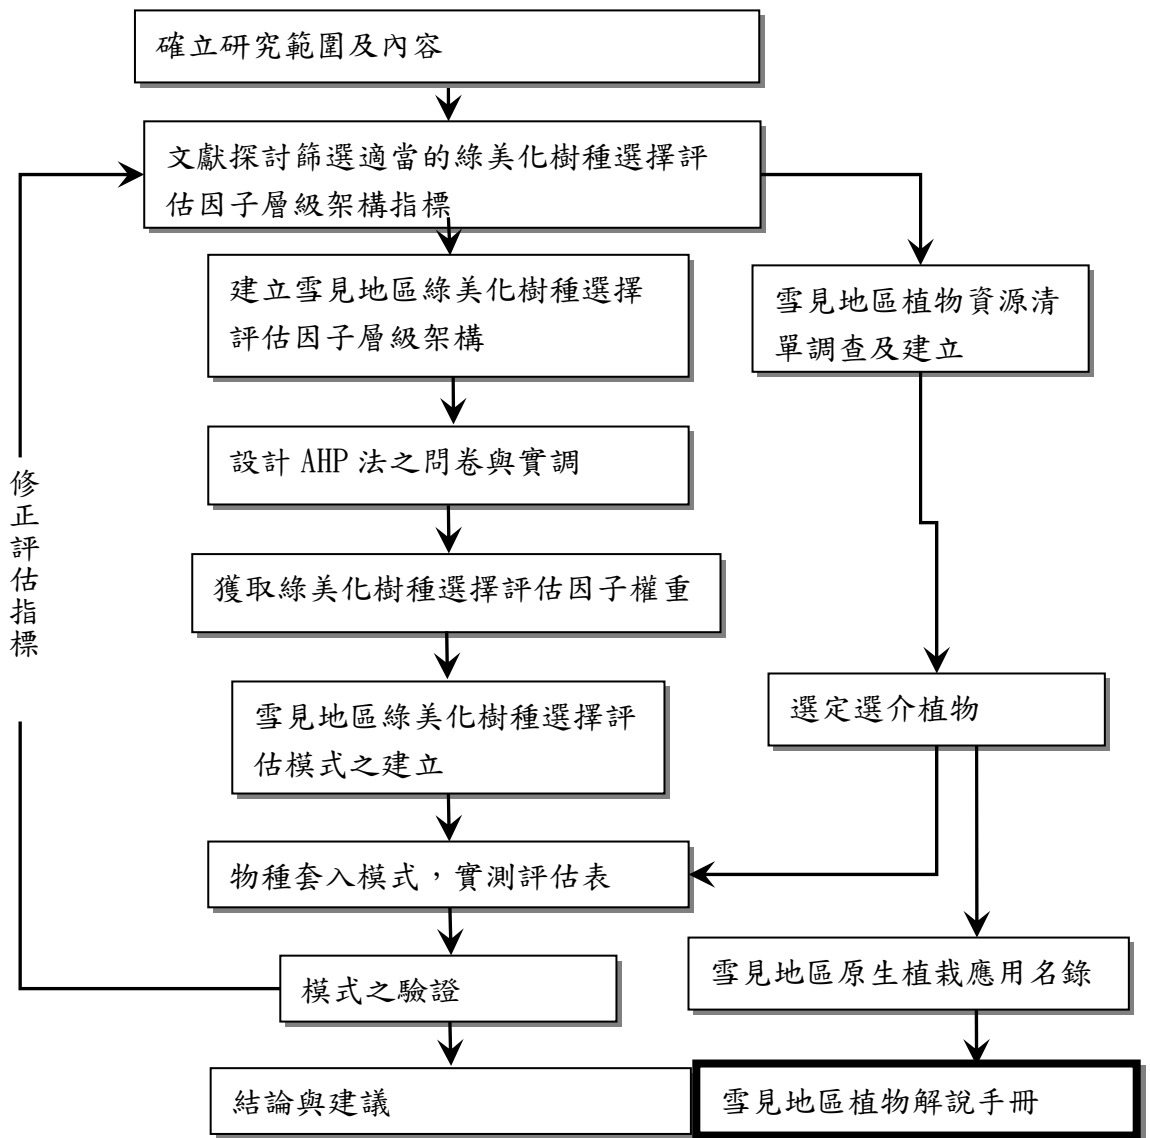 確立研究範圍及內容
文獻探討篩選適當的綠美化樹種選擇評
估因子層級架構指標
建立雪見地區綠美化樹種選擇
評估因子層級架構
雪見地區植物資源清
單調查及建立
設計 AHP 法之問卷與實調
修正評估指標
獲取綠美化樹種選擇評估因子權重
雪見地區綠美化樹種選擇評
估模式之建立
選定選介植物
物種套入模式，實測評估表
模式之驗證
雪見地區原生植栽應用名錄
結論與建議
雪見地區植物解說手冊